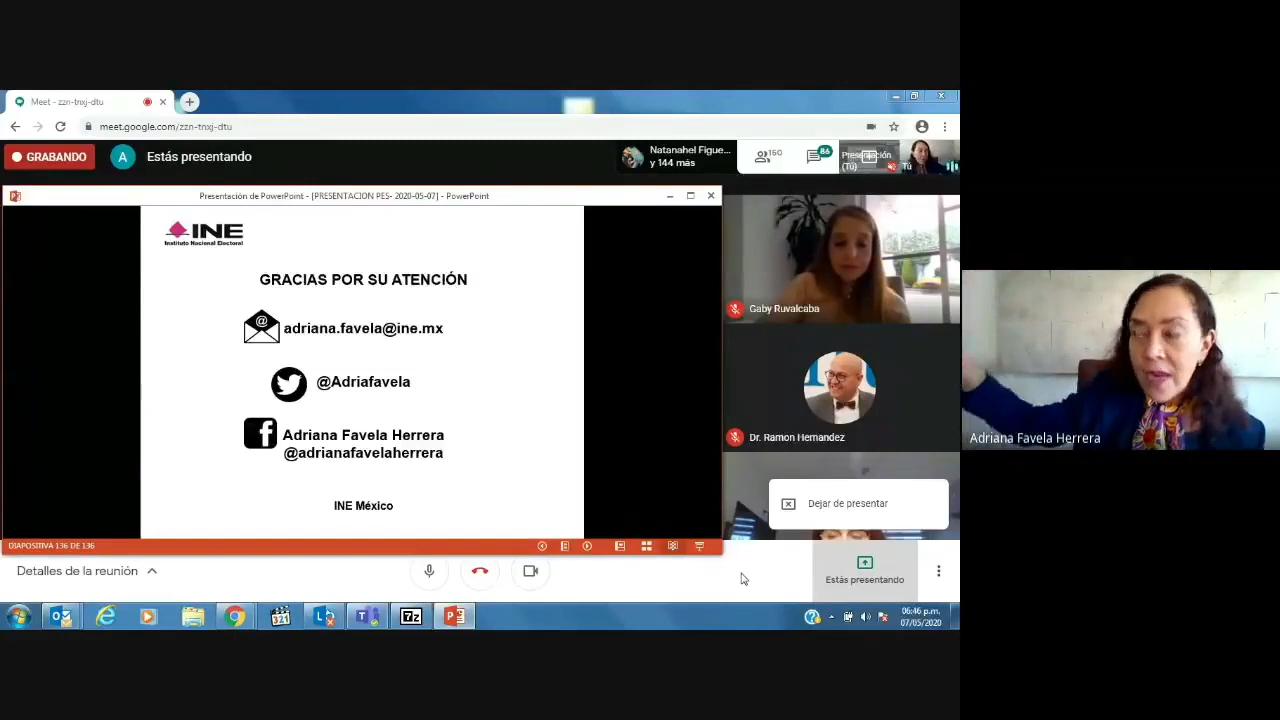 Meet - zzn-tnxj-dtu
meet.google.com/zzn-tnxj-dtu
GRABANDO
A
Estás presentando
Natanahel Figue...
y 144 más
150
86
Presentación
(Tú)
Tú
Presentación de PowerPoint - [PRESENTACION PES- 2020-05-07] - PowerPoint
INE
Instituto Nacional Electoral
GRACIAS POR SU ATENCIÓN
adriana.favela@ine.mx
@Adriafavela
Adriana Favela Herrera
@adrianafavelaherrera
INE México
DIAPOSITIVA 136 DE 136
Gaby Ruvalcaba
Dr. Ramon Hernandez
Dejar de presentar
Adriana Favela Herrera
Detalles de la reunión
Estás presentando
321
7z
06:46 p.m.
07/05/2020